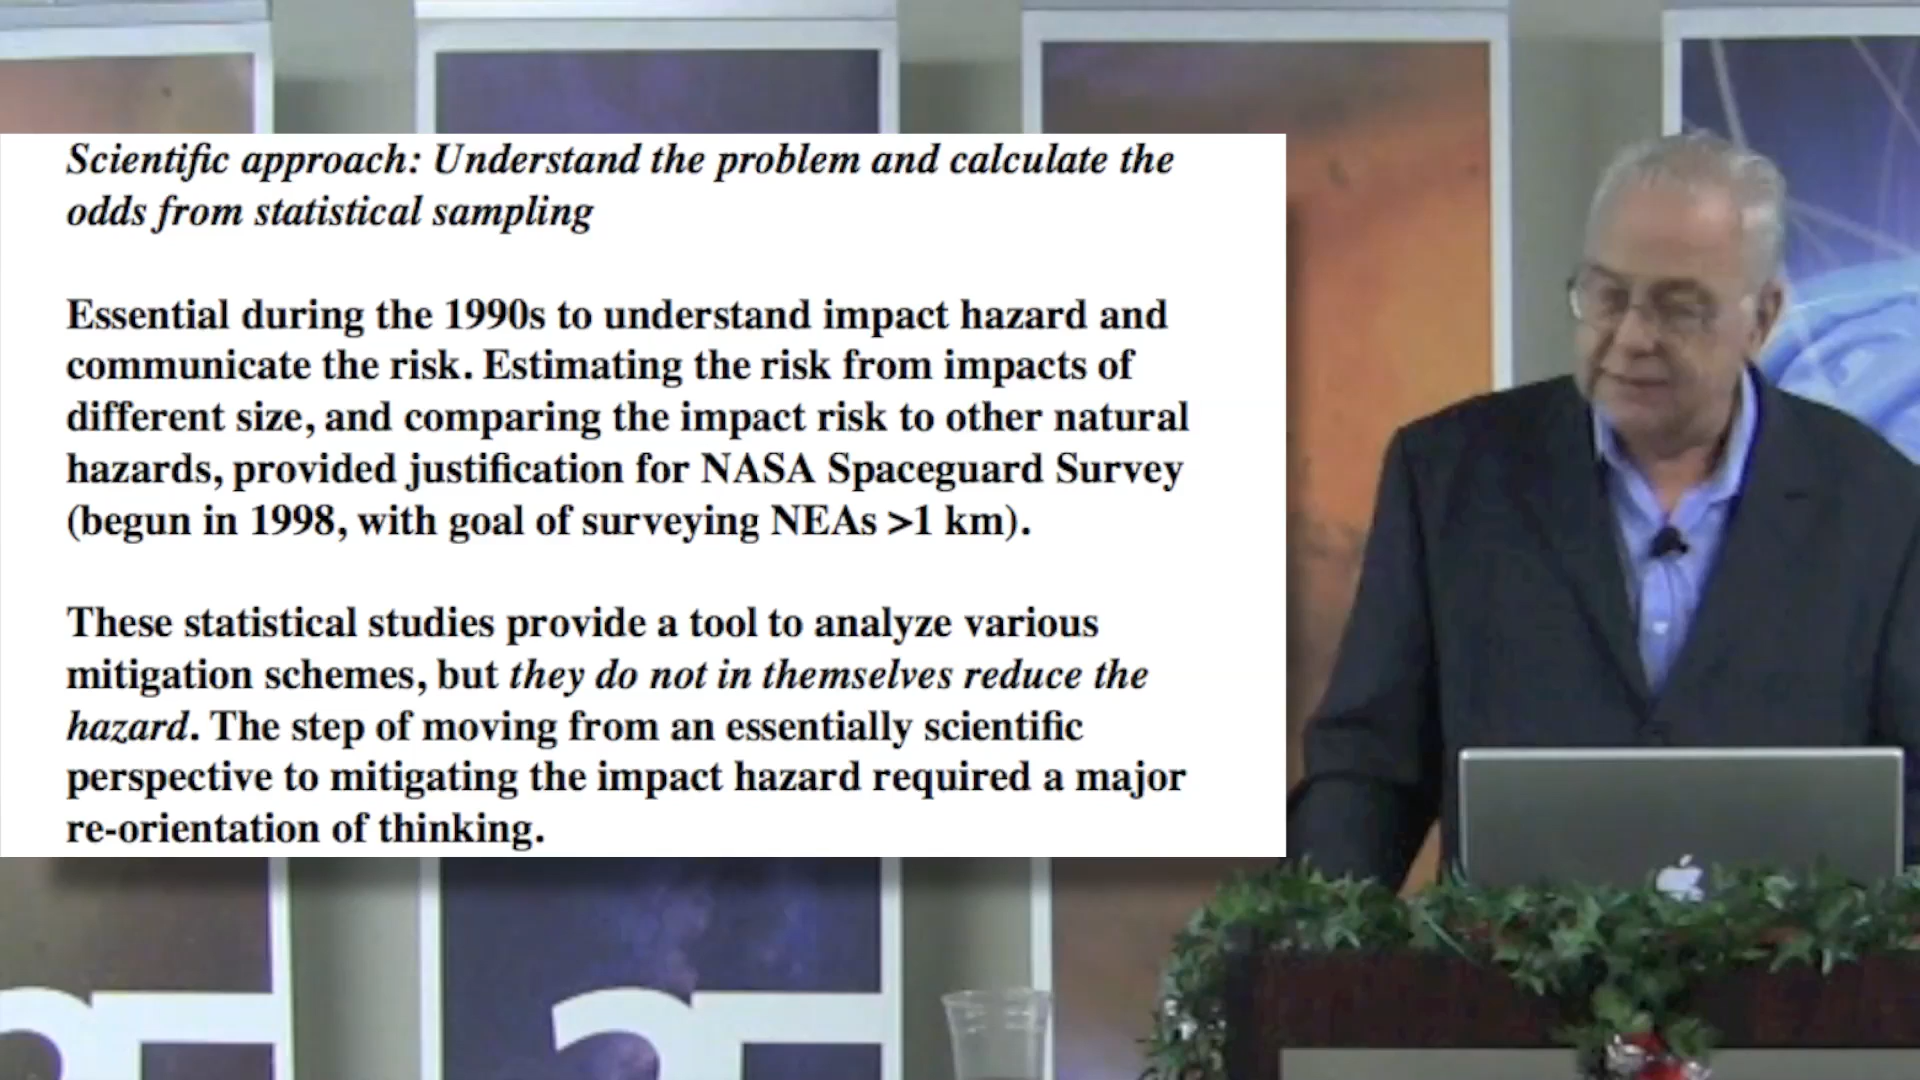 Scientific approach: Understand the problem and calculate the
odds from statistical sampling
Essential during the 1990s to understand impact hazard and
communicate the risk. Estimating the risk from impacts of
different size, and comparing the impact risk to other natural
hazards, provided justification for NASA Spaceguard Survey
(begun in 1998, with goal of surveying NEAs >1 km).
These statistical studies provide a tool to analyze various
mitigation schemes, but they do not in themselves reduce the
hazard. The step of moving from an essentially scientific
perspective to mitigating the impact hazard required a major
re-orientation of thinking.